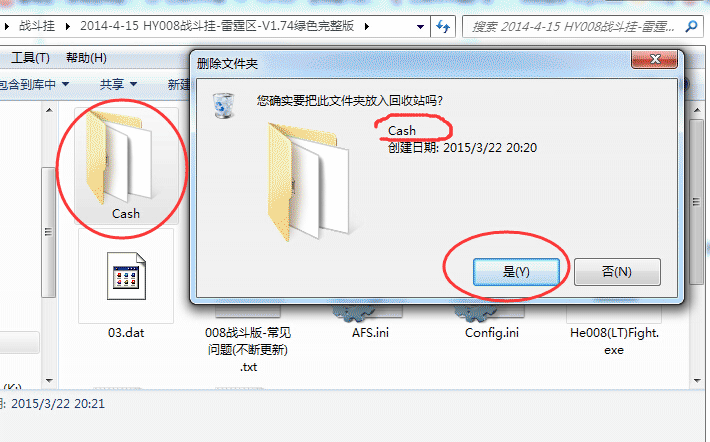 战斗挂 ▸ 2014-4-15 HY008战斗挂-雷霆区-V1.74绿色完整版 ▸
搜索 2014-4-15 HY008战斗挂-雷霆...
工具(T) 帮助(H)
包含到库中 共享 新建
删除文件夹
您确实要把此文件夹放入回收站吗?
Cash
创建日期: 2015/3/22 20:20
是(Y) 否(N)
Cash
03.dat
008战斗版-常见
问题(不断更新)
.txt
AFS.ini
Config.ini
He008(LT)Fight.
exe
(K:)
期: 2015/3/22 20:21